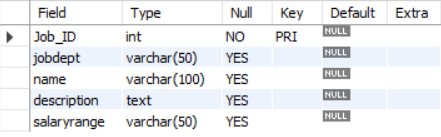 Field Type Null Key Default Extra
Job_ID int NO PRI NULL
jobdept varchar(50) YES NULL
name varchar(100) YES NULL
description text YES NULL
salaryrange varchar(50) YES NULL